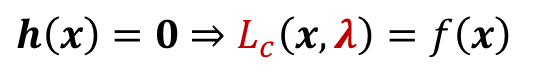 h(x) = 0 ⇒ L_c(x, λ) = f(x)